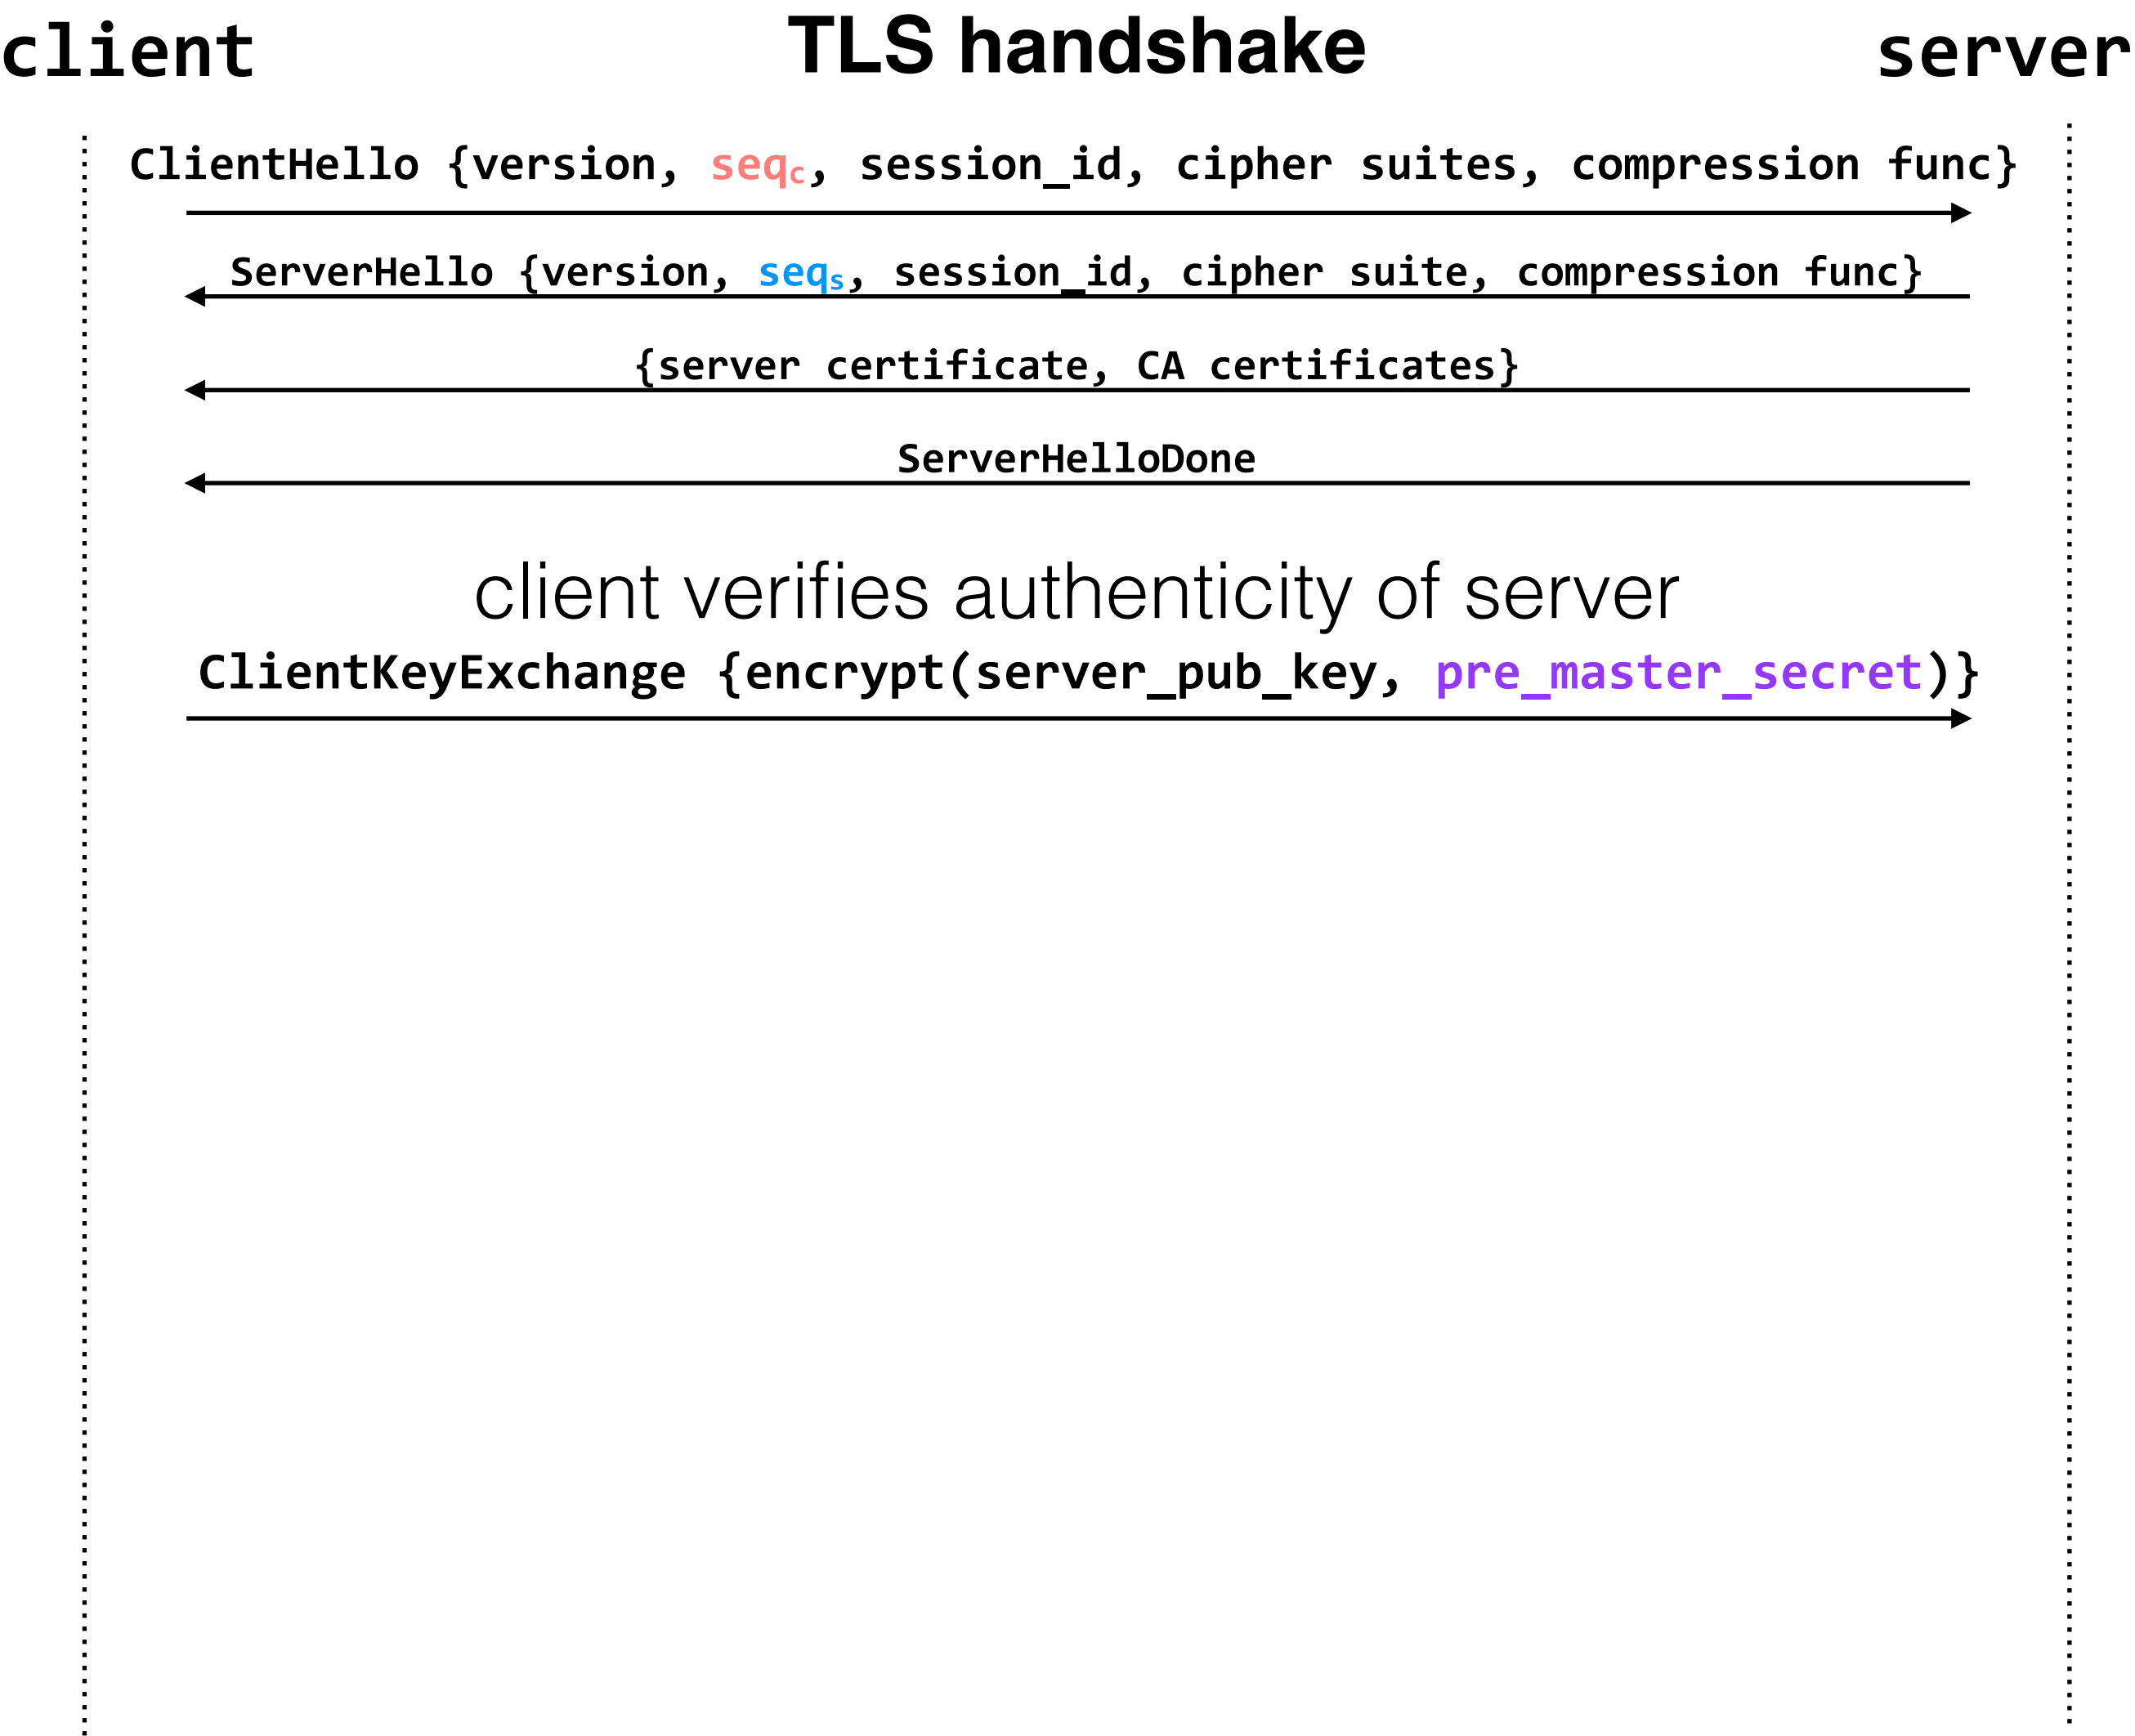 client TLS handshake server
ClientHello {version, seqc, session_id, cipher suites, compression func}
ServerHello {version, seqs, session_id, cipher suite, compression func}
{server certificate, CA certificates}
ServerHelloDone
client verifies authenticity of server
ClientKeyExchange {encrypt(server_pub_key, pre_master_secret)}